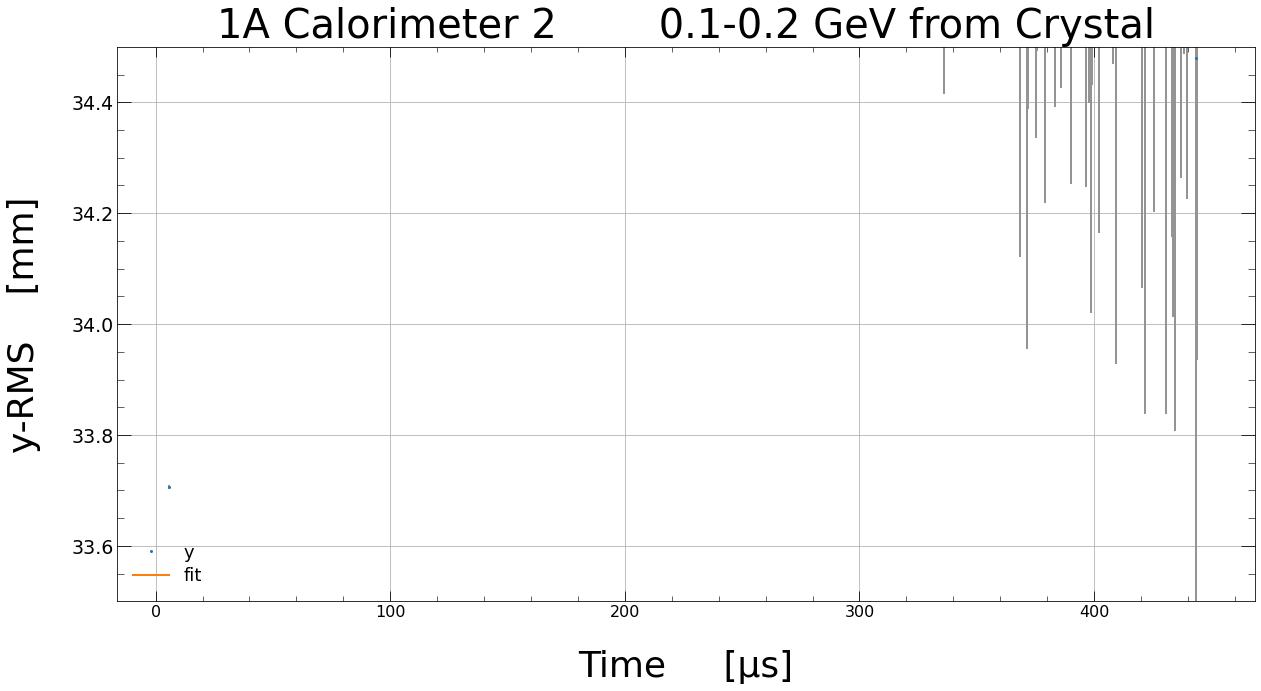 1A Calorimeter 2 0.1-0.2 GeV from Crystal
y-RMS [mm]
34.4
34.2
34.0
33.8
33.6
y
fit
0 100 200 300 400
Time [µs]